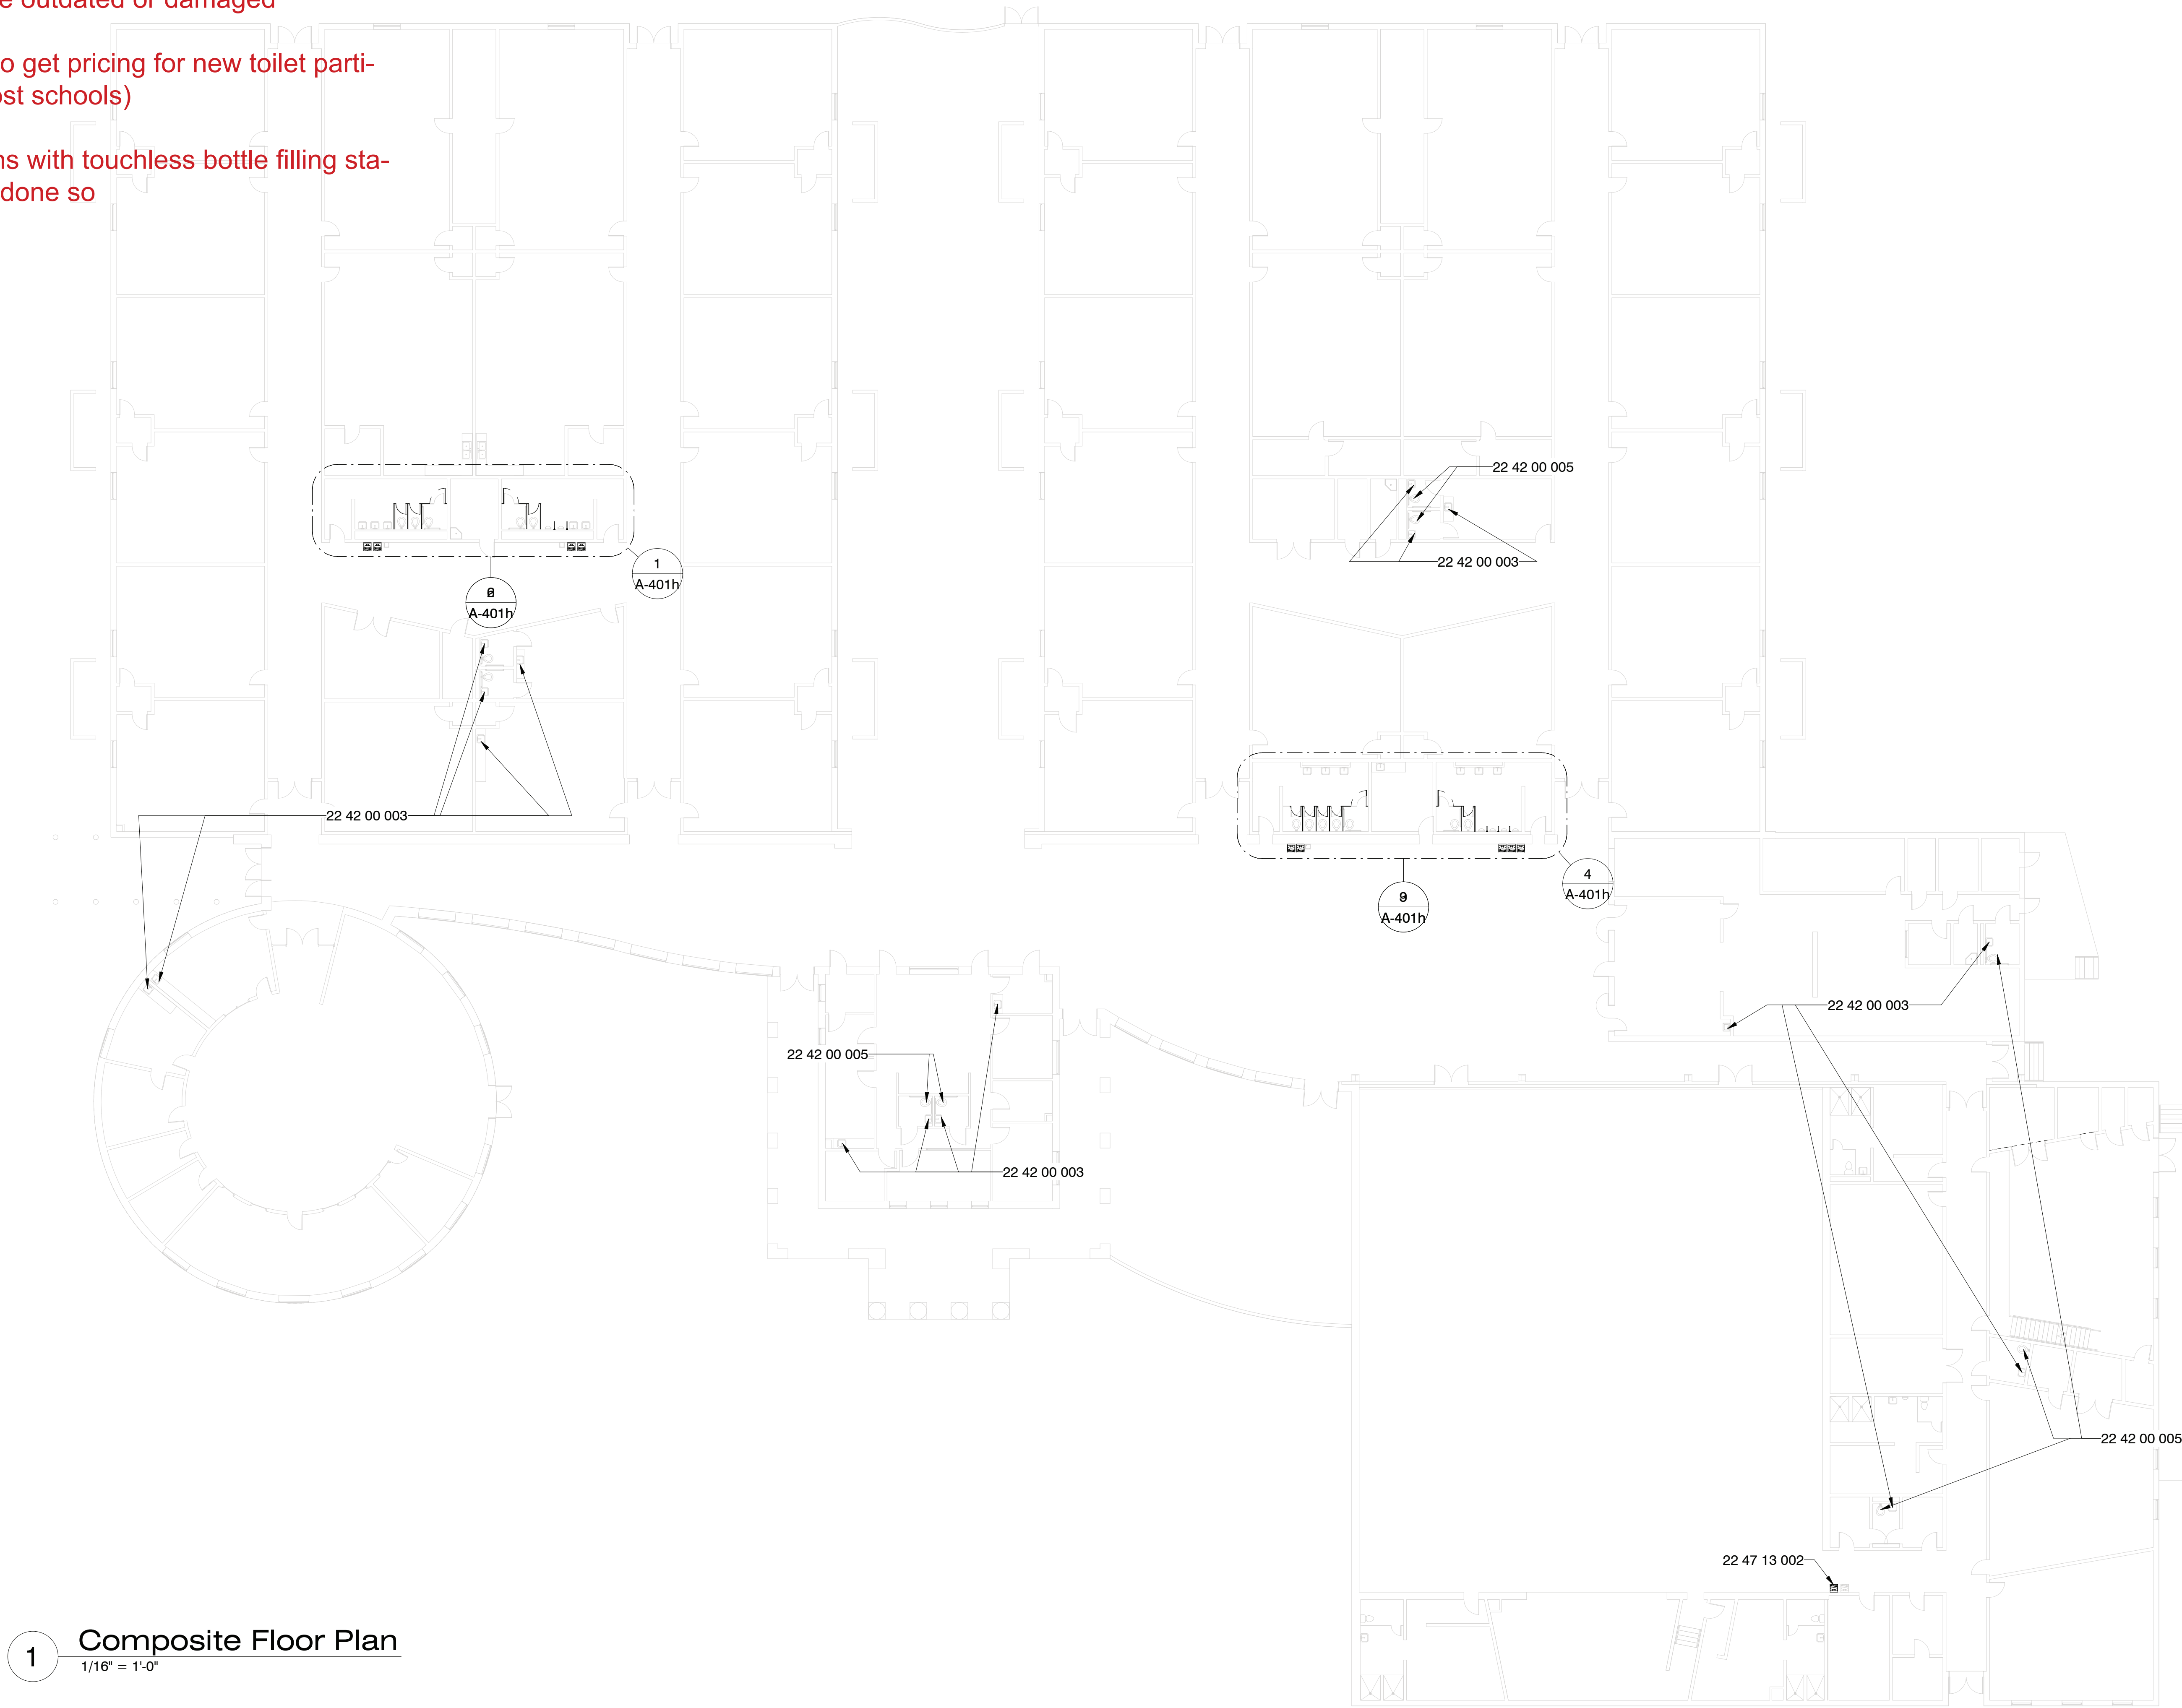 e outdated or damaged
o get pricing for new toilet parti-
ost schools)
ns with touchless bottle filling sta-
done so
22 42 00 005
22 42 00 003
1
A-401h
A-401h
22 42 00 003
4
A-401h
A-401h
22 42 00 003
22 42 00 005
22 42 00 003
22 42 00 005
22 47 13 002
1
Composite Floor Plan
1/16" = 1'-0"